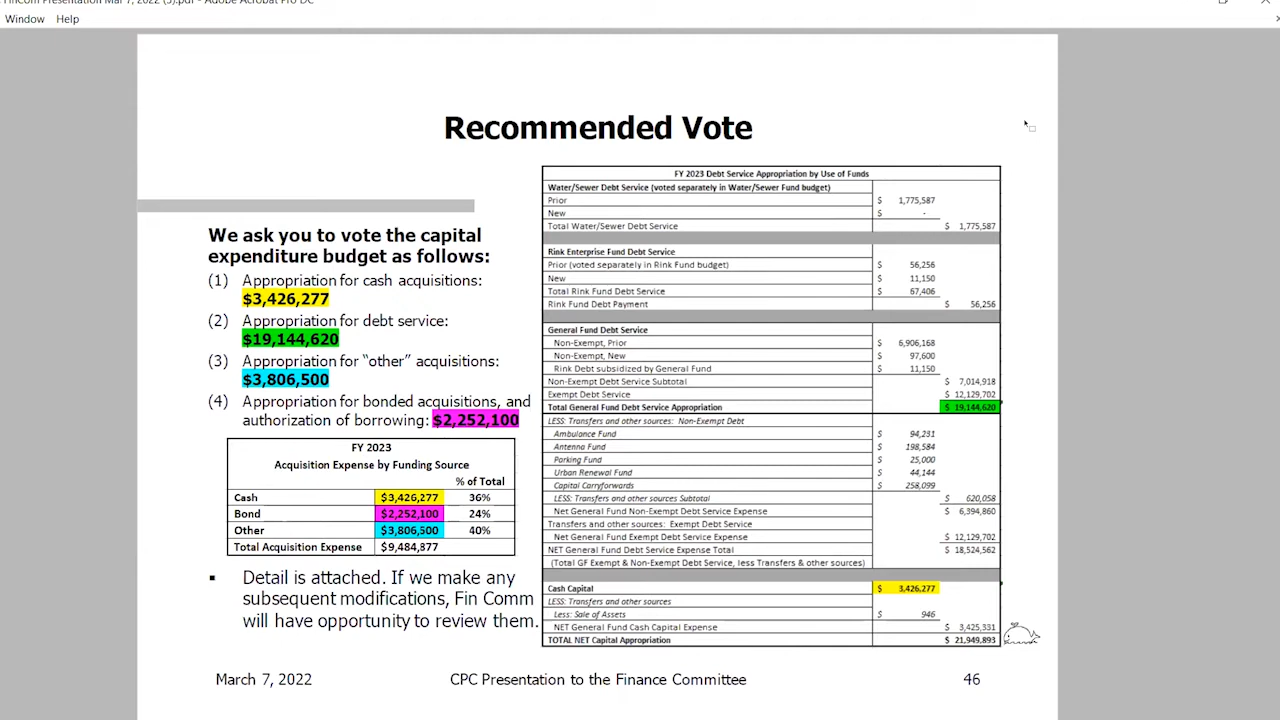 FinCom Presentation Mar 7, 2022 (3).pdf - Adobe Acrobat Pro DC
Window Help
Recommended Vote
We ask you to vote the capital
expenditure budget as follows:
(1) Appropriation for cash acquisitions:
$3,426,277
(2) Appropriation for debt service:
$19,144,620
(3) Appropriation for “other” acquisitions:
$3,806,500
(4) Appropriation for bonded acquisitions, and
authorization of borrowing: $2,252,100
FY 2023
Acquisition Expense by Funding Source
% of Total
Cash $3,426,277 36%
Bond $2,252,100 24%
Other $3,806,500 40%
Total Acquisition Expense $9,484,877
▪ Detail is attached. If we make any
subsequent modifications, Fin Comm
will have opportunity to review them.
FY 2023 Debt Service Appropriation by Use of Funds
Water/Sewer Debt Service (voted separately in Water/Sewer Fund budget)
Prior $ 1,775,587
New $ -
Total Water/Sewer Debt Service $ 1,775,587
Rink Enterprise Fund Debt Service
Prior (voted separately in Rink Fund budget) $ 56,256
New $ 11,150
Total Rink Fund Debt Service $ 67,406
Rink Fund Debt Payment $ 56,256
General Fund Debt Service
Non-Exempt, Prior $ 6,906,168
Non-Exempt, New $ 97,600
Rink Debt subsidized by General Fund $ 11,150
Non-Exempt Debt Service Subtotal $ 7,014,918
Exempt Debt Service $ 12,129,702
Total General Fund Debt Service Appropriation $ 19,144,620
LESS: Transfers and other sources: Non-Exempt Debt
Ambulance Fund $ 94,231
Antenna Fund $ 198,584
Parking Fund $ 25,000
Urban Renewal Fund $ 44,144
Capital Carryforwards $ 258,099
LESS: Transfers and other sources Subtotal $ 620,058
Net General Fund Non-Exempt Debt Service Expense $ 6,394,860
Transfers and other sources: Exempt Debt Service
Net General Fund Exempt Debt Service Expense $ 12,129,702
NET General Fund Debt Service Expense Total $ 18,524,562
(Total GF Exempt & Non-Exempt Debt Service, less Transfers & other sources)
Cash Capital $ 3,426,277
LESS: Transfers and other sources
Less: Sale of Assets $ 946
NET General Fund Cash Capital Expense $ 3,425,331
TOTAL NET Capital Appropriation $ 21,949,893
March 7, 2022 CPC Presentation to the Finance Committee 46